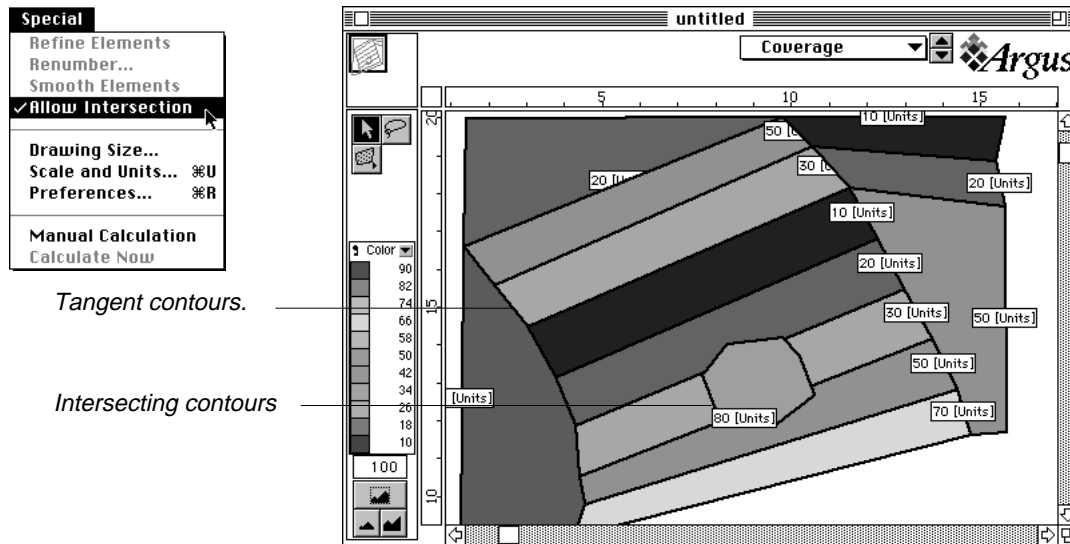 Special
Refine Elements
Renumber...
Smooth Elements
✓Allow Intersection
Drawing Size...
Scale and Units... ⌘U
Preferences... ⌘R
Manual Calculation
Calculate Now
Tangent contours.
Intersecting contours
untitled
Coverage
Argus
5 10 15
20
15
10
Color
90
82
74
66
58
50
42
34
26
18
10
100
10 [Units]
50 [
20 [Un
30 [U
20 [Units]
10 [Units]
20 [Units]
30 [Units]
50 [Units]
50 [Units]
[Units]
80 [Units]
70 [Units]